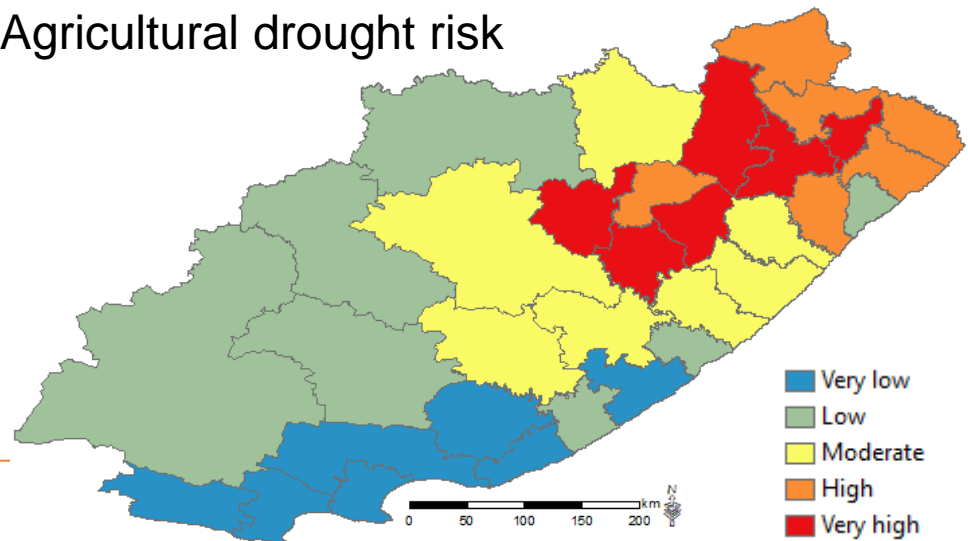 Agricultural drought risk
Very low
Low
Moderate
High
Very high
km
N
0 50 100 150 200